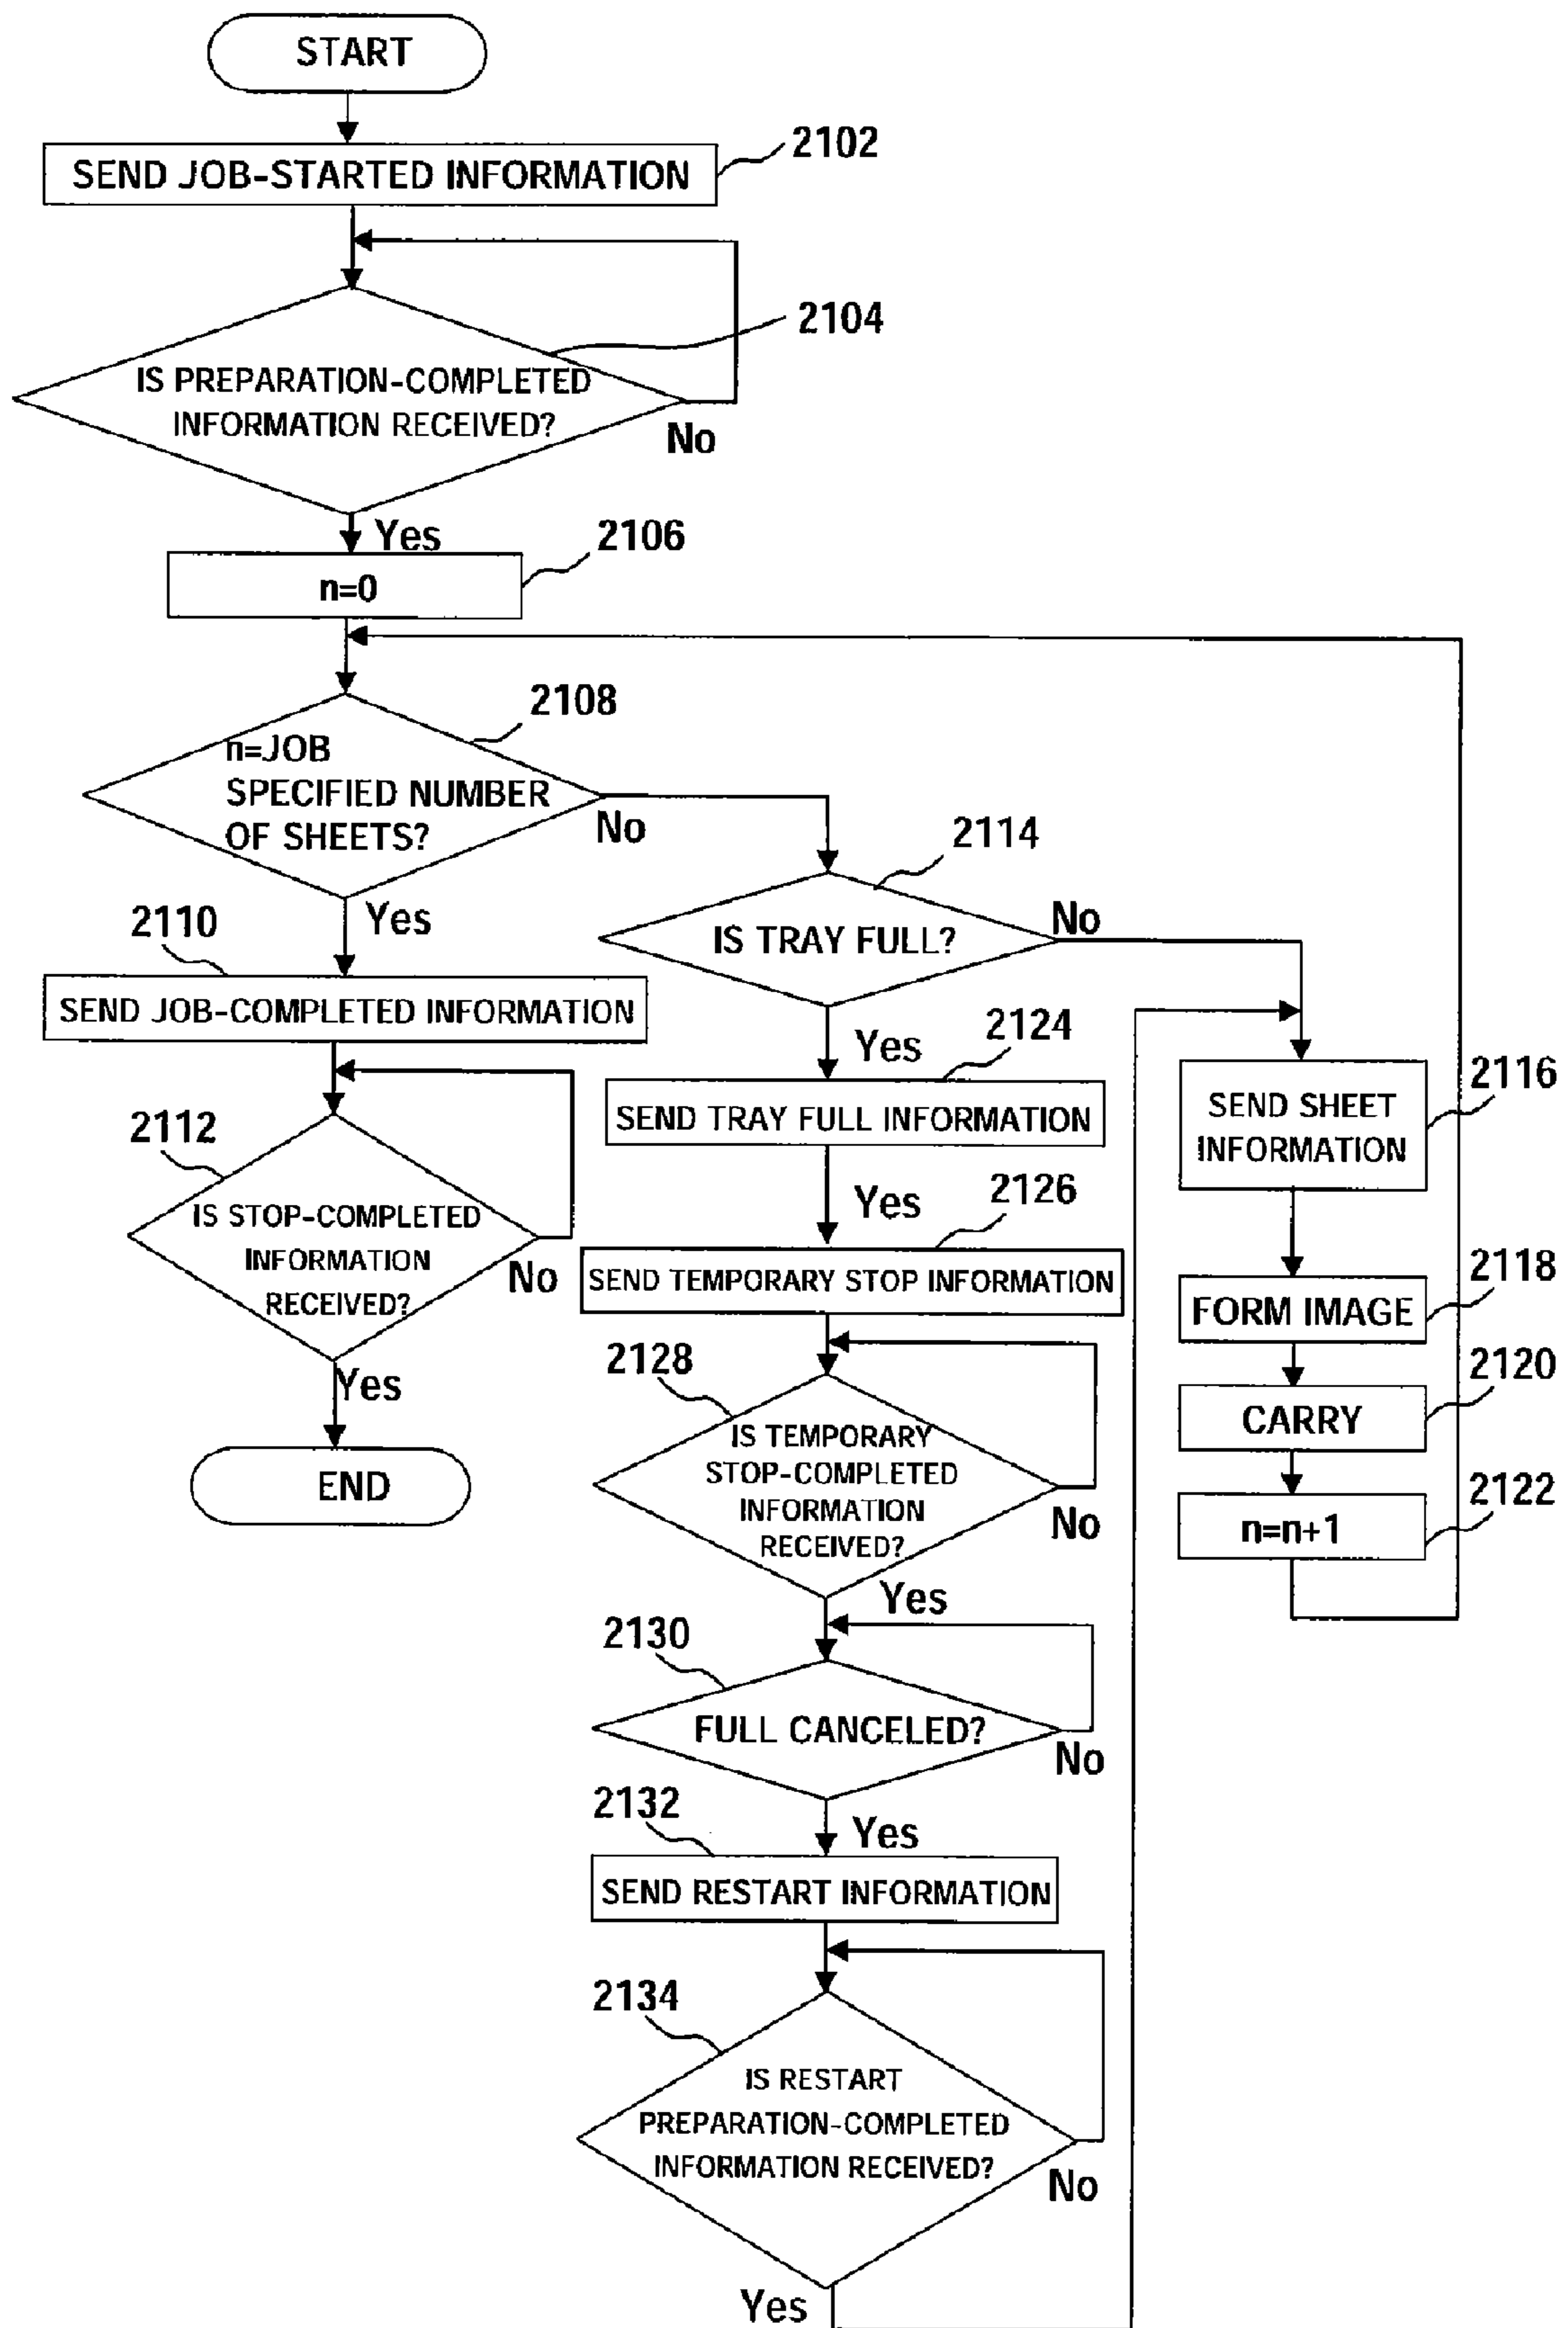 START
2102
SEND JOB-STARTED INFORMATION
2104
IS PREPARATION-COMPLETED
INFORMATION RECEIVED?
No
Yes
2106
n=0
2108
n=JOB
SPECIFIED NUMBER
OF SHEETS?
No
Yes
2110
SEND JOB-COMPLETED INFORMATION
2112
IS STOP-COMPLETED
INFORMATION
RECEIVED?
No
Yes
END
2114
IS TRAY FULL?
No
Yes
2124
SEND TRAY FULL INFORMATION
Yes
2126
SEND TEMPORARY STOP INFORMATION
2128
IS TEMPORARY
STOP-COMPLETED
INFORMATION
RECEIVED?
No
Yes
2130
FULL CANCELED?
No
Yes
2132
SEND RESTART INFORMATION
2134
IS RESTART
PREPARATION-COMPLETED
INFORMATION RECEIVED?
No
Yes
2116
SEND SHEET
INFORMATION
2118
FORM IMAGE
2120
CARRY
2122
n=n+1